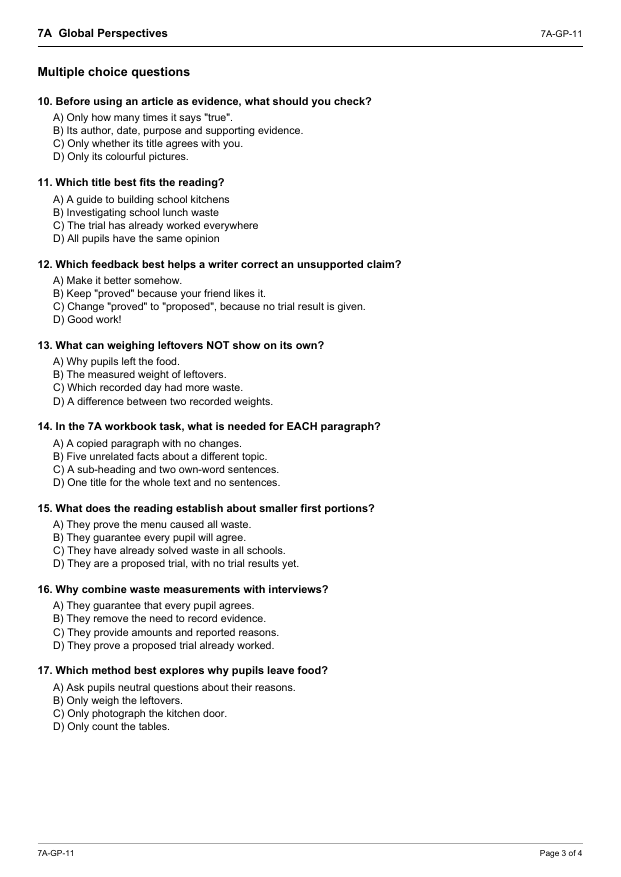 7A Global Perspectives
7A-GP-11
Multiple choice questions
10. Before using an article as evidence, what should you check?
A) Only how many times it says "true".
B) Its author, date, purpose and supporting evidence.
C) Only whether its title agrees with you.
D) Only its colourful pictures.
11. Which title best fits the reading?
A) A guide to building school kitchens
B) Investigating school lunch waste
C) The trial has already worked everywhere
D) All pupils have the same opinion
12. Which feedback best helps a writer correct an unsupported claim?
A) Make it better somehow.
B) Keep "proved" because your friend likes it.
C) Change "proved" to "proposed", because no trial result is given.
D) Good work!
13. What can weighing leftovers NOT show on its own?
A) Why pupils left the food.
B) The measured weight of leftovers.
C) Which recorded day had more waste.
D) A difference between two recorded weights.
14. In the 7A workbook task, what is needed for EACH paragraph?
A) A copied paragraph with no changes.
B) Five unrelated facts about a different topic.
C) A sub-heading and two own-word sentences.
D) One title for the whole text and no sentences.
15. What does the reading establish about smaller first portions?
A) They prove the menu caused all waste.
B) They guarantee every pupil will agree.
C) They have already solved waste in all schools.
D) They are a proposed trial, with no trial results yet.
16. Why combine waste measurements with interviews?
A) They guarantee that every pupil agrees.
B) They remove the need to record evidence.
C) They provide amounts and reported reasons.
D) They prove a proposed trial already worked.
17. Which method best explores why pupils leave food?
A) Ask pupils neutral questions about their reasons.
B) Only weigh the leftovers.
C) Only photograph the kitchen door.
D) Only count the tables.
7A-GP-11
Page 3 of 4